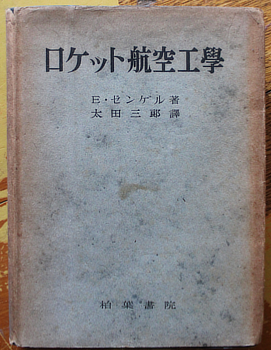 ロケット航空工學
E・ゼンゲル著
太田三郎譯
柏葉書院